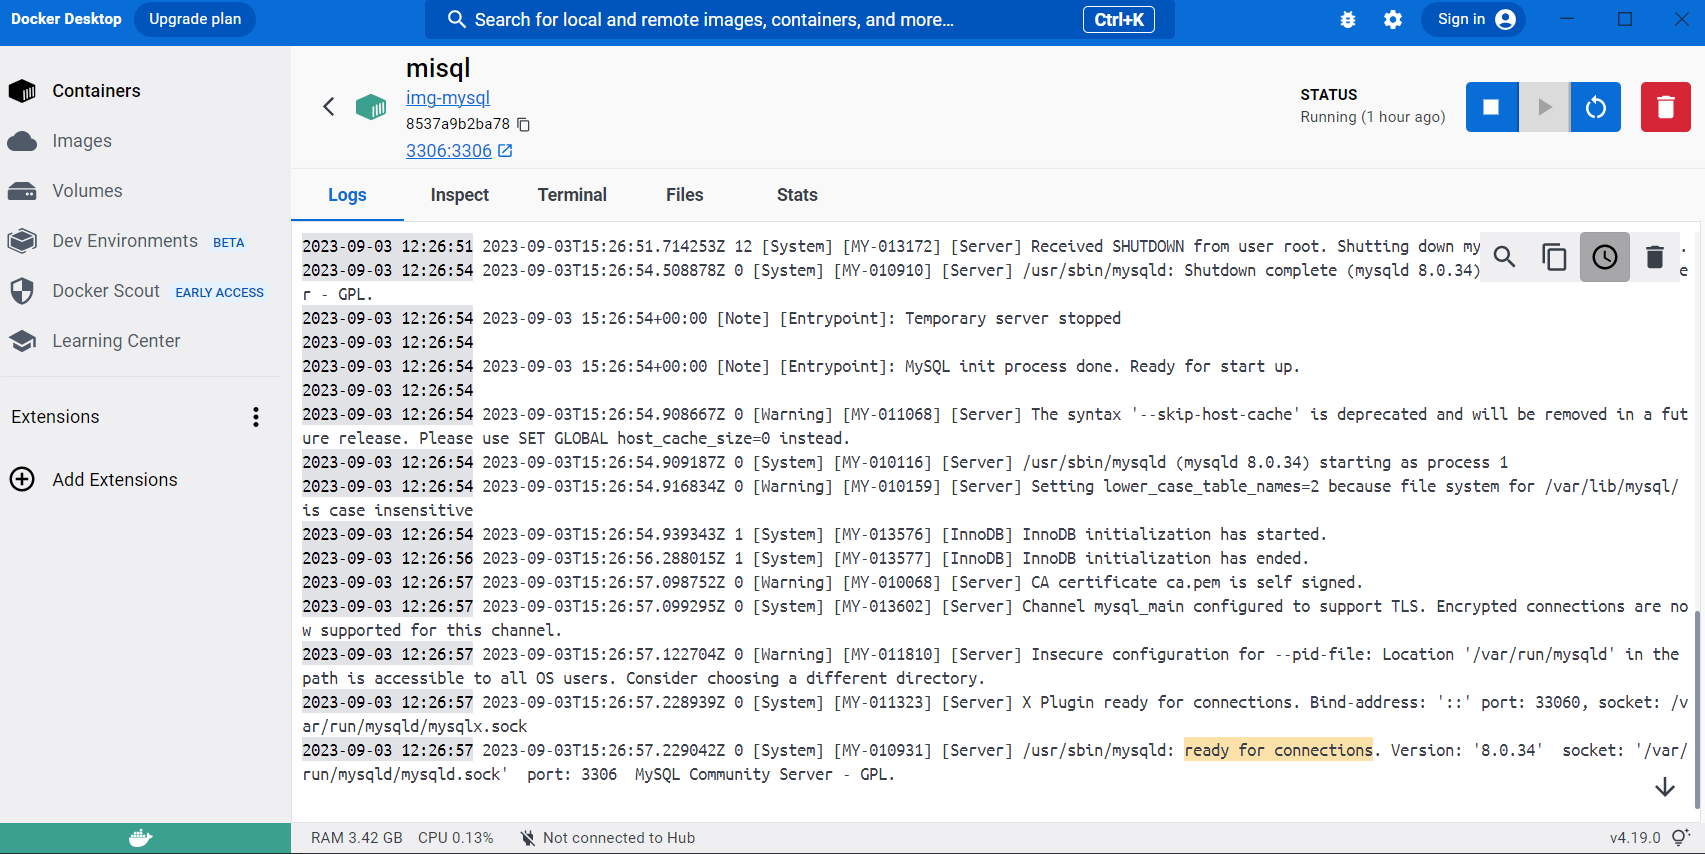 Docker Desktop Upgrade plan Search for local and remote images, containers, and more... Ctrl+K Sign in
Containers
Images
Volumes
Dev Environments BETA
Docker Scout EARLY ACCESS
Learning Center
Extensions
Add Extensions
misql
img-mysql
8537a9b2ba78
3306:3306
STATUS
Running (1 hour ago)
Logs Inspect Terminal Files Stats
2023-09-03 12:26:51 2023-09-03T15:26:51.714253Z 12 [System] [MY-013172] [Server] Received SHUTDOWN from user root. Shutting down my .
2023-09-03 12:26:54 2023-09-03T15:26:54.508878Z 0 [System] [MY-010910] [Server] /usr/sbin/mysqld: Shutdown complete (mysqld 8.0.34) e
r - GPL.
2023-09-03 12:26:54 2023-09-03 15:26:54+00:00 [Note] [Entrypoint]: Temporary server stopped
2023-09-03 12:26:54
2023-09-03 12:26:54 2023-09-03 15:26:54+00:00 [Note] [Entrypoint]: MySQL init process done. Ready for start up.
2023-09-03 12:26:54
2023-09-03 12:26:54 2023-09-03T15:26:54.908667Z 0 [Warning] [MY-011068] [Server] The syntax '--skip-host-cache' is deprecated and will be removed in a fut
ure release. Please use SET GLOBAL host_cache_size=0 instead.
2023-09-03 12:26:54 2023-09-03T15:26:54.909187Z 0 [System] [MY-010116] [Server] /usr/sbin/mysqld (mysqld 8.0.34) starting as process 1
2023-09-03 12:26:54 2023-09-03T15:26:54.916834Z 0 [Warning] [MY-010159] [Server] Setting lower_case_table_names=2 because file system for /var/lib/mysql/
is case insensitive
2023-09-03 12:26:54 2023-09-03T15:26:54.939343Z 1 [System] [MY-013576] [InnoDB] InnoDB initialization has started.
2023-09-03 12:26:56 2023-09-03T15:26:56.288015Z 1 [System] [MY-013577] [InnoDB] InnoDB initialization has ended.
2023-09-03 12:26:57 2023-09-03T15:26:57.098752Z 0 [Warning] [MY-010068] [Server] CA certificate ca.pem is self signed.
2023-09-03 12:26:57 2023-09-03T15:26:57.099295Z 0 [System] [MY-013602] [Server] Channel mysql_main configured to support TLS. Encrypted connections are no
w supported for this channel.
2023-09-03 12:26:57 2023-09-03T15:26:57.122704Z 0 [Warning] [MY-011810] [Server] Insecure configuration for --pid-file: Location '/var/run/mysqld' in the
path is accessible to all OS users. Consider choosing a different directory.
2023-09-03 12:26:57 2023-09-03T15:26:57.228939Z 0 [System] [MY-011323] [Server] X Plugin ready for connections. Bind-address: '::' port: 33060, socket: /v
ar/run/mysqld/mysqlx.sock
2023-09-03 12:26:57 2023-09-03T15:26:57.229042Z 0 [System] [MY-010931] [Server] /usr/sbin/mysqld: ready for connections. Version: '8.0.34' socket: '/var/
run/mysqld/mysqld.sock' port: 3306 MySQL Community Server - GPL.
RAM 3.42 GB CPU 0.13% Not connected to Hub v4.19.0